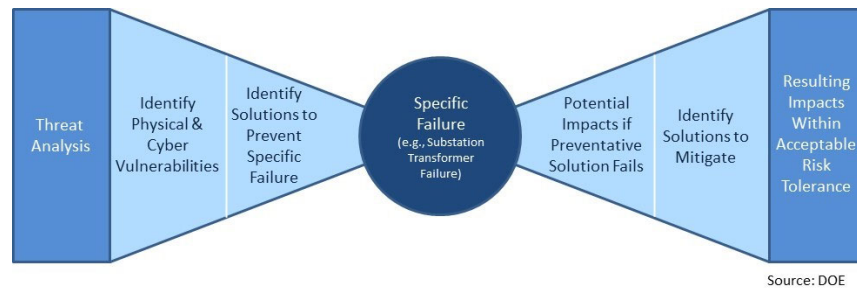 Threat
Analysis
Identify
Physical &
Cyber
Vulnerabilities
Identify
Solutions to
Prevent
Specific
Failure
Specific
Failure
(e.g., Substation
Transformer
Failure)
Potential
Impacts if
Preventative
Solution Fails
Identify
Solutions to
Mitigate
Resulting
Impacts
Within
Acceptable
Risk
Tolerance
Source: DOE